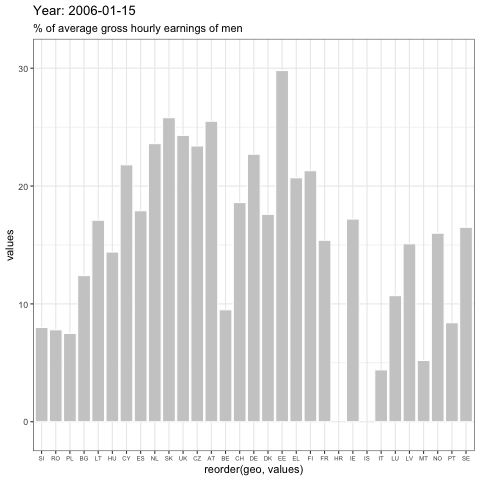 Year: 2006-01-15
% of average gross hourly earnings of men
30
20
10
0
values
SI RO PL BG LT HU CY ES NL SK UK CZ AT BE CH DE DK EE EL FI FR HR IE IS IT LU LV MT NO PT SE
reorder(geo, values)